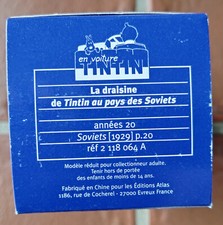 en voiture
TINTIN
La draisine
de Tintin au pays des Soviets
années 20
Soviets [1929] p.20
réf 2 118 064 A
Modèle réduit pour collectionneur adulte.
Tenir hors de portée
des enfants de moins de 14 ans.
Fabriqué en Chine pour les Éditions Atlas
1186, rue de Cocherel - 27000 Evreux France